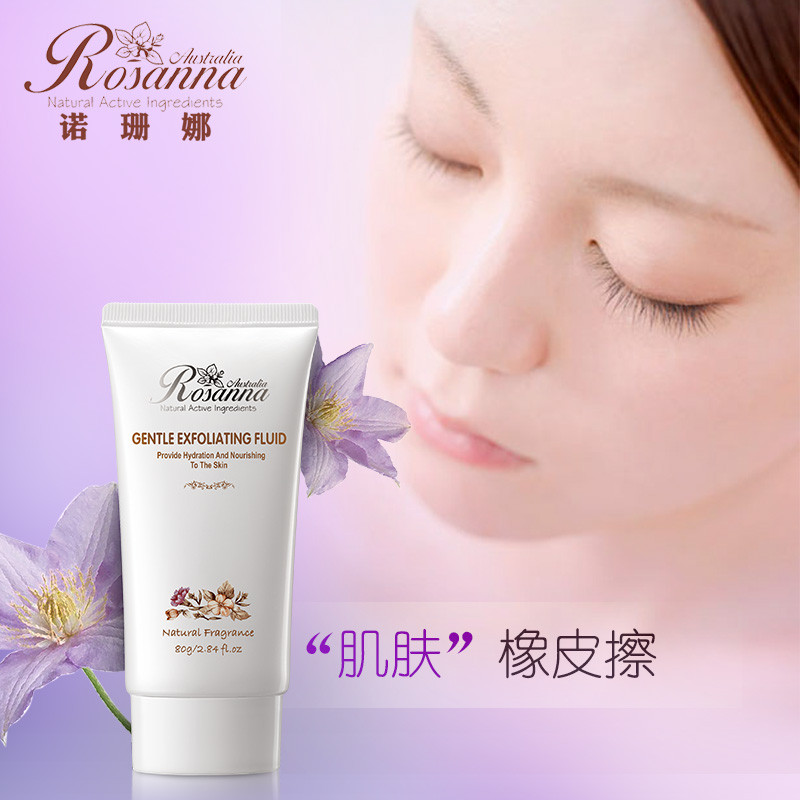 Australia
Rosanna
Natural Active Ingredients
诺珊娜
Australia
Rosanna
Natural Active Ingredients
GENTLE EXFOLIATING FLUID
Provide Hydration And Nourishing
To The Skin
Natural Fragrance
80g/2.84 fl.oz
“肌肤”橡皮擦